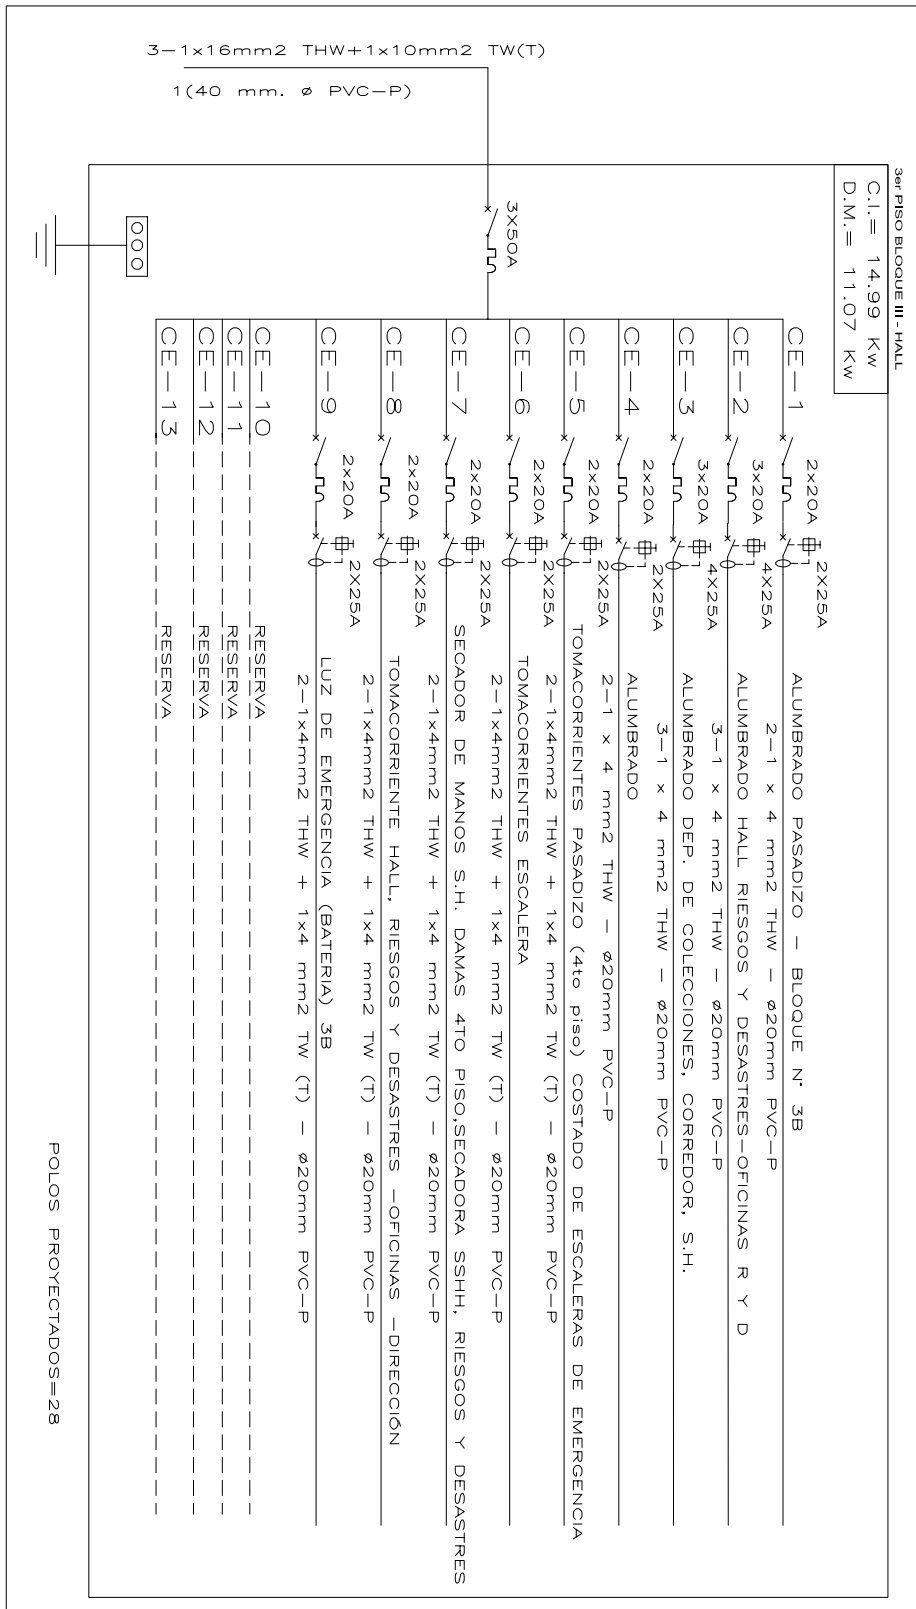 3er PISO BLOQUE III - HALL
C.I.= 14.99 Kw
D.M.= 11.07 Kw
3-1x16mm2 THW+1x10mm2 TW(T)
1(40 mm. ø PVC-P)
3X50A
CE-1
2x20A
2X25A
ALUMBRADO PASADIZO - BLOQUE N° 3B
2-1 x 4 mm2 THW - ø20mm PVC-P
CE-2
3x20A
4X25A
ALUMBRADO HALL RIESGOS Y DESASTRES-OFICINAS R Y D
3-1 x 4 mm2 THW - ø20mm PVC-P
CE-3
3x20A
4X25A
ALUMBRADO DEP. DE COLECCIONES, CORREDOR, S.H.
3-1 x 4 mm2 THW - ø20mm PVC-P
CE-4
2x20A
2X25A
ALUMBRADO
2-1 x 4 mm2 THW - ø20mm PVC-P
CE-5
2x20A
2X25A
TOMACORRIENTES PASADIZO (4to piso) COSTADO DE ESCALERAS DE EMERGENCIA
2-1x4mm2 THW + 1x4 mm2 TW (T) - ø20mm PVC-P
CE-6
2x20A
2X25A
TOMACORRIENTES ESCALERA
2-1x4mm2 THW + 1x4 mm2 TW (T) - ø20mm PVC-P
CE-7
2x20A
2X25A
SECADOR DE MANOS S.H. DAMAS 4TO PISO,SECADORA SSHH, RIESGOS Y DESASTRES
2-1x4mm2 THW + 1x4 mm2 TW (T) - ø20mm PVC-P
CE-8
2x20A
2X25A
TOMACORRIENTE HALL, RIESGOS Y DESASTRES -OFICINAS -DIRECCIÓN
2-1x4mm2 THW + 1x4 mm2 TW (T) - ø20mm PVC-P
CE-9
2x20A
2X25A
LUZ DE EMERGENCIA (BATERIA) 3B
2-1x4mm2 THW + 1x4 mm2 TW (T) - ø20mm PVC-P
CE-10
RESERVA
CE-11
RESERVA
CE-12
RESERVA
CE-13
RESERVA
POLOS PROYECTADOS=28